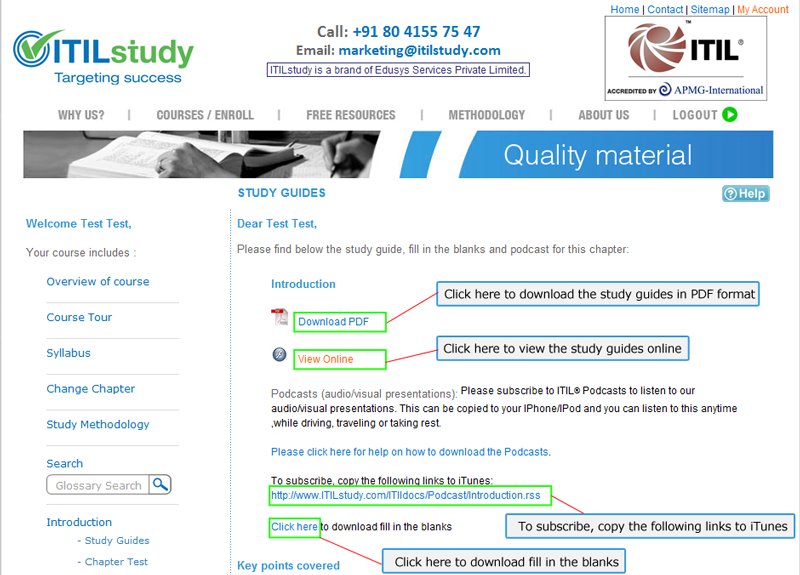 Home | Contact | Sitemap | My Account
ITILstudy
Targeting success
Call: +91 80 4155 75 47
Email: marketing@itilstudy.com
ITILstudy is a brand of Edusys Services Private Limited.
™
ITIL®
ACCREDITED BY APMG-International
WHY US? | COURSES / ENROLL | FREE RESOURCES | METHODOLOGY | ABOUT US | LOGOUT
Quality material
STUDY GUIDES
Help
Welcome Test Test,
Your course includes :
Overview of course
Course Tour
Syllabus
Change Chapter
Study Methodology
Search
Glossary Search
Introduction
- Study Guides
- Chapter Test
Dear Test Test,
Please find below the study guide, fill in the blanks and podcast for this chapter:
Introduction
Click here to download the study guides in PDF format
Download PDF
Click here to view the study guides online
View Online
Podcasts (audio/visual presentations): Please subscribe to ITIL® Podcasts to listen to our
audio/visual presentations. This can be copied to your IPhone/IPod and you can listen to this anytime
,while driving, traveling or taking rest.
Please click here for help on how to download the Podcasts.
To subscribe, copy the following links to iTunes:
http://www.ITILstudy.com/ITIldocs/Podcast/Introduction.rss
To subscribe, copy the following links to iTunes
Click here to download fill in the blanks
Click here to download fill in the blanks
Key points covered